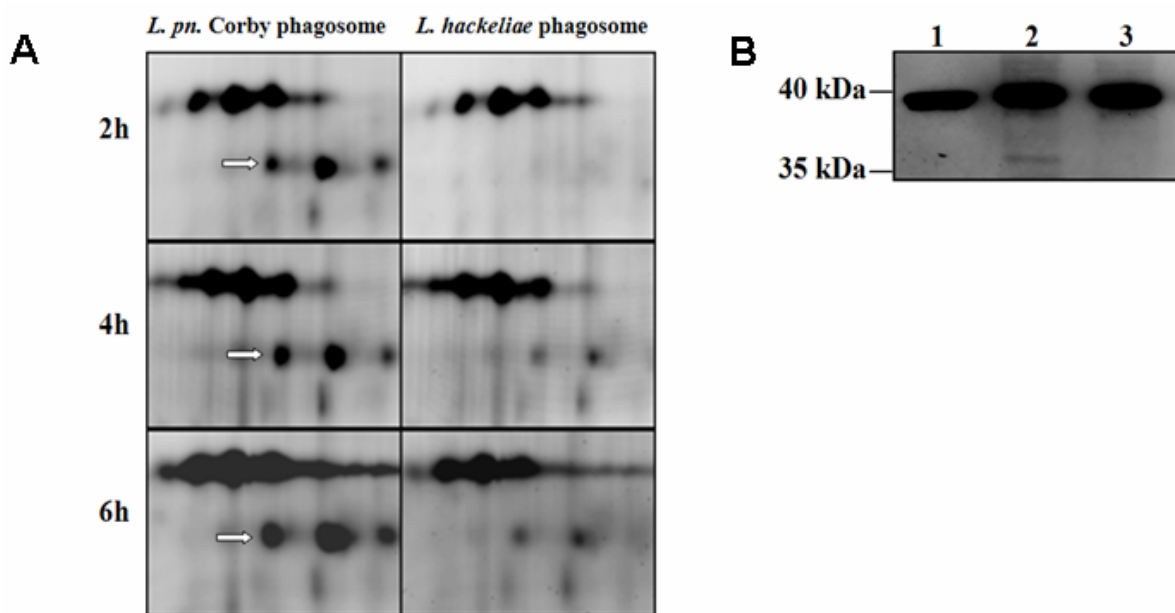 A
L. pn. Corby phagosome
L. hackeliae phagosome
2h
4h
6h
B
1 2 3
40 kDa
35 kDa